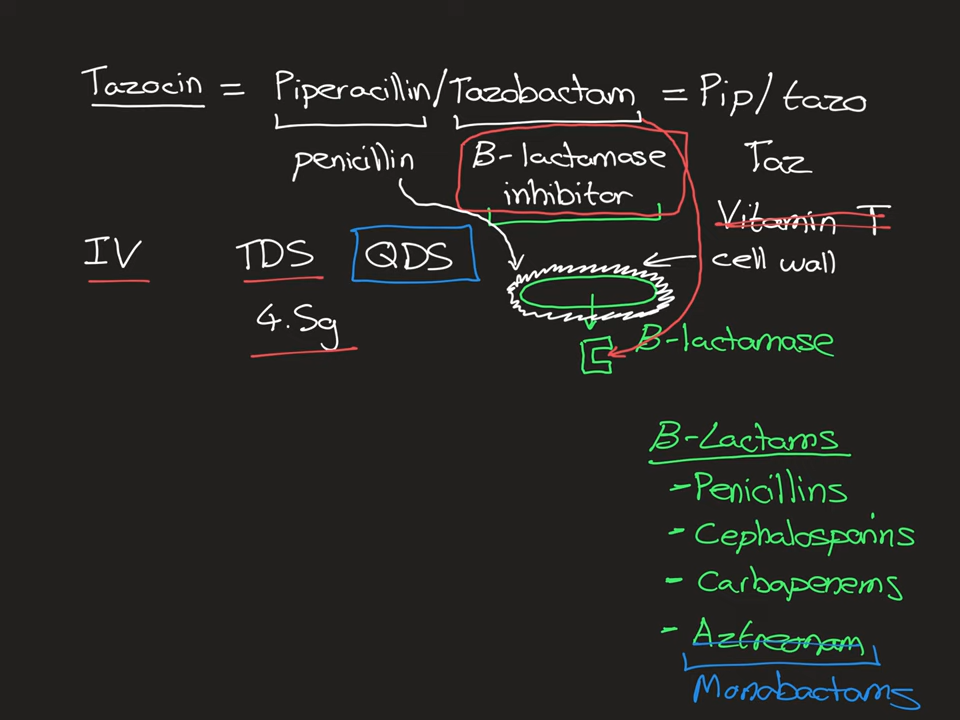 Tazocin = Piperacillin/Tazobactam = Pip/tazo
penicillin
B-lactamase
inhibitor
Taz
Vitamin T
cell wall
IV TDS QDS
4.5g
B-lactamase
B-Lactams
- Penicillins
- Cephalosporins
- Carbapenems
- Aztreonam
Monobactams